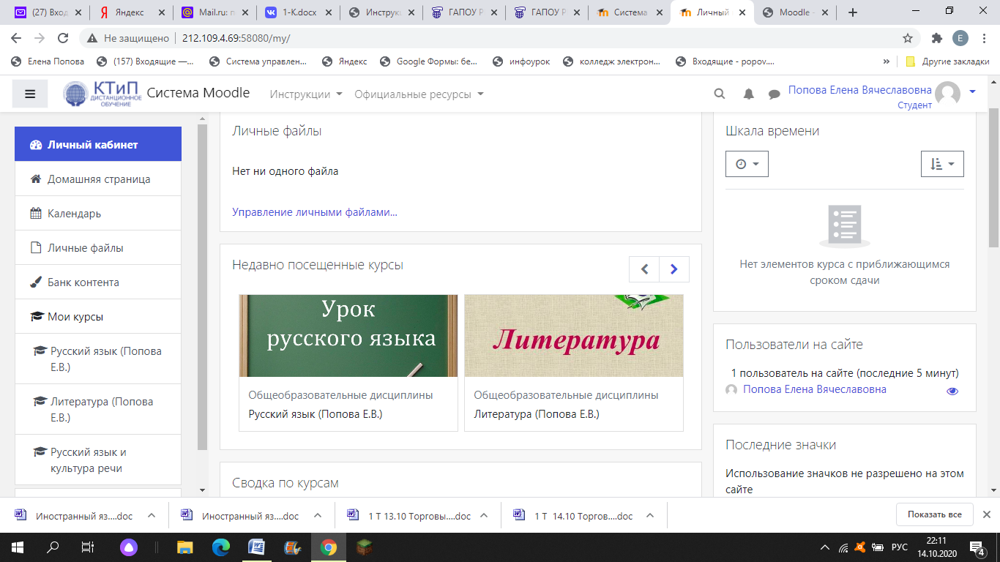 (27) Вход
Яндекс
Mail.ru: п
1-К.docx
Инструкц
ГАПОУ Р
ГАПОУ Р
Система
Личный
Moodle -
Не защищено
212.109.4.69:58080/my/
E
Елена Попова
(157) Входящие —...
Система управлен...
Яндекс
Google Формы: бе...
инфоурок
колледж электрон...
Входящие - popov....
»
Другие закладки
КТиП
ДИСТАНЦИОННОЕ
ОБУЧЕНИЕ
Система Moodle
Инструкции
Официальные ресурсы
Попова Елена Вячеславовна
Студент
Личный кабинет
Домашняя страница
Календарь
Личные файлы
Банк контента
Мои курсы
Русский язык (Попова
Е.В.)
Литература (Попова
Е.В.)
Русский язык и
культура речи
Личные файлы
Нет ни одного файла
Управление личными файлами...
Недавно посещенные курсы
Урок
русского языка
Общеобразовательные дисциплины
Русский язык (Попова Е.В.)
Литература
Общеобразовательные дисциплины
Литература (Попова Е.В.)
Сводка по курсам
Шкала времени
Нет элементов курса с приближающимся
сроком сдачи
Пользователи на сайте
1 пользователь на сайте (последние 5 минут)
Попова Елена Вячеславовна
Последние значки
Использование значков не разрешено на этом
сайте
Иностранный яз....doc
Иностранный яз....doc
1 Т 13.10 Торговы....doc
1 Т 14.10 Торгов....doc
Показать все
РУС
22:11
14.10.2020
4